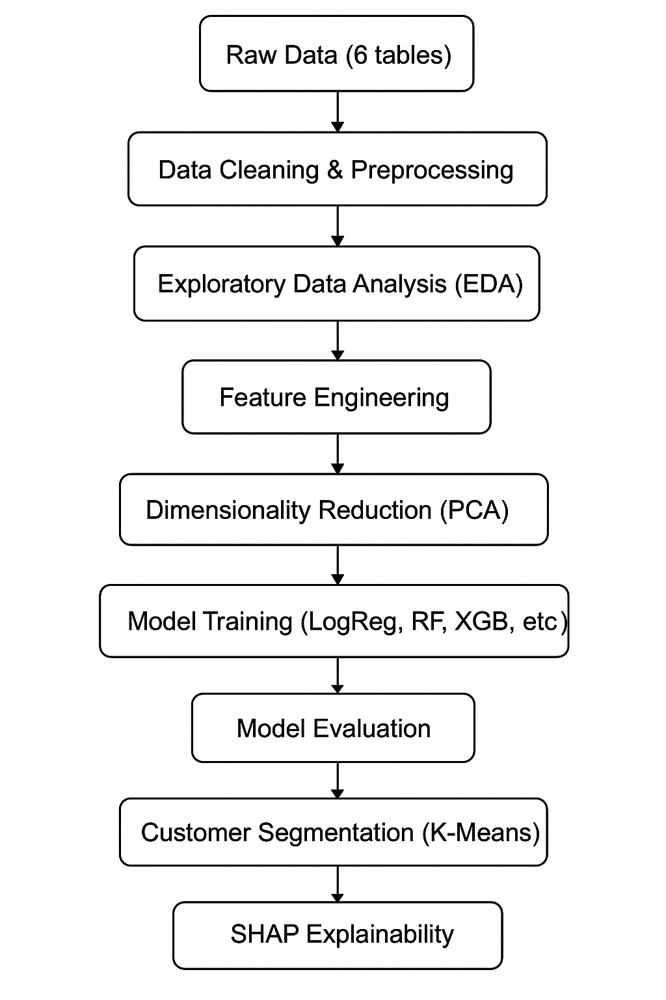 Raw Data (6 tables)
Data Cleaning & Preprocessing
Exploratory Data Analysis (EDA)
Feature Engineering
Dimensionality Reduction (PCA)
Model Training (LogReg, RF, XGB, etc)
Model Evaluation
Customer Segmentation (K-Means)
SHAP Explainability